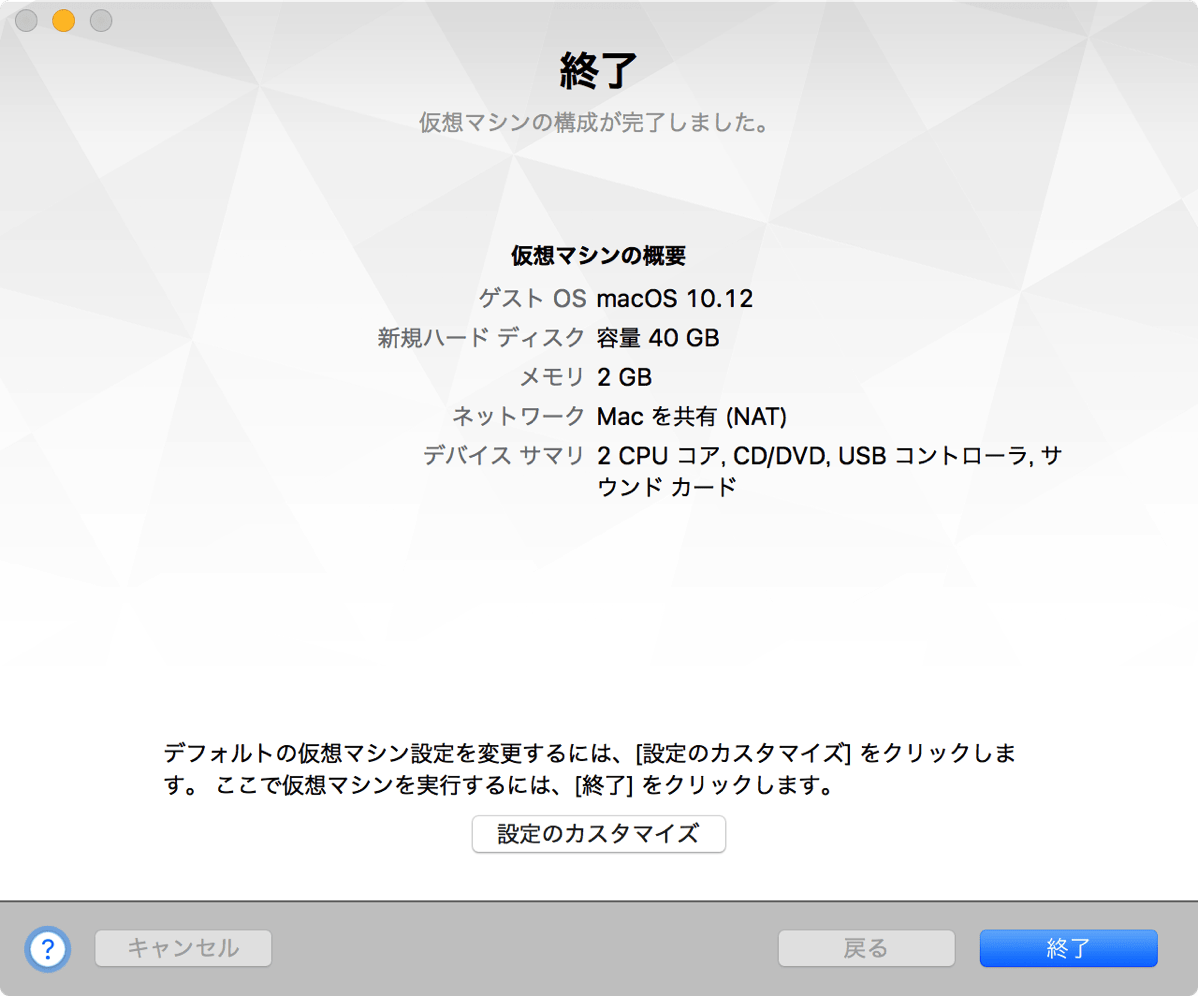 終了
仮想マシンの構成が完了しました。
仮想マシンの概要
ゲスト OS macOS 10.12
新規ハード ディスク 容量 40 GB
メモリ 2 GB
ネットワーク Mac を共有 (NAT)
デバイス サマリ 2 CPU コア, CD/DVD, USB コントローラ, サ
ウンド カード
デフォルトの仮想マシン設定を変更するには、[設定のカスタマイズ] をクリックしま
す。 ここで仮想マシンを実行するには、[終了] をクリックします。
設定のカスタマイズ
? キャンセル 戻る 終了